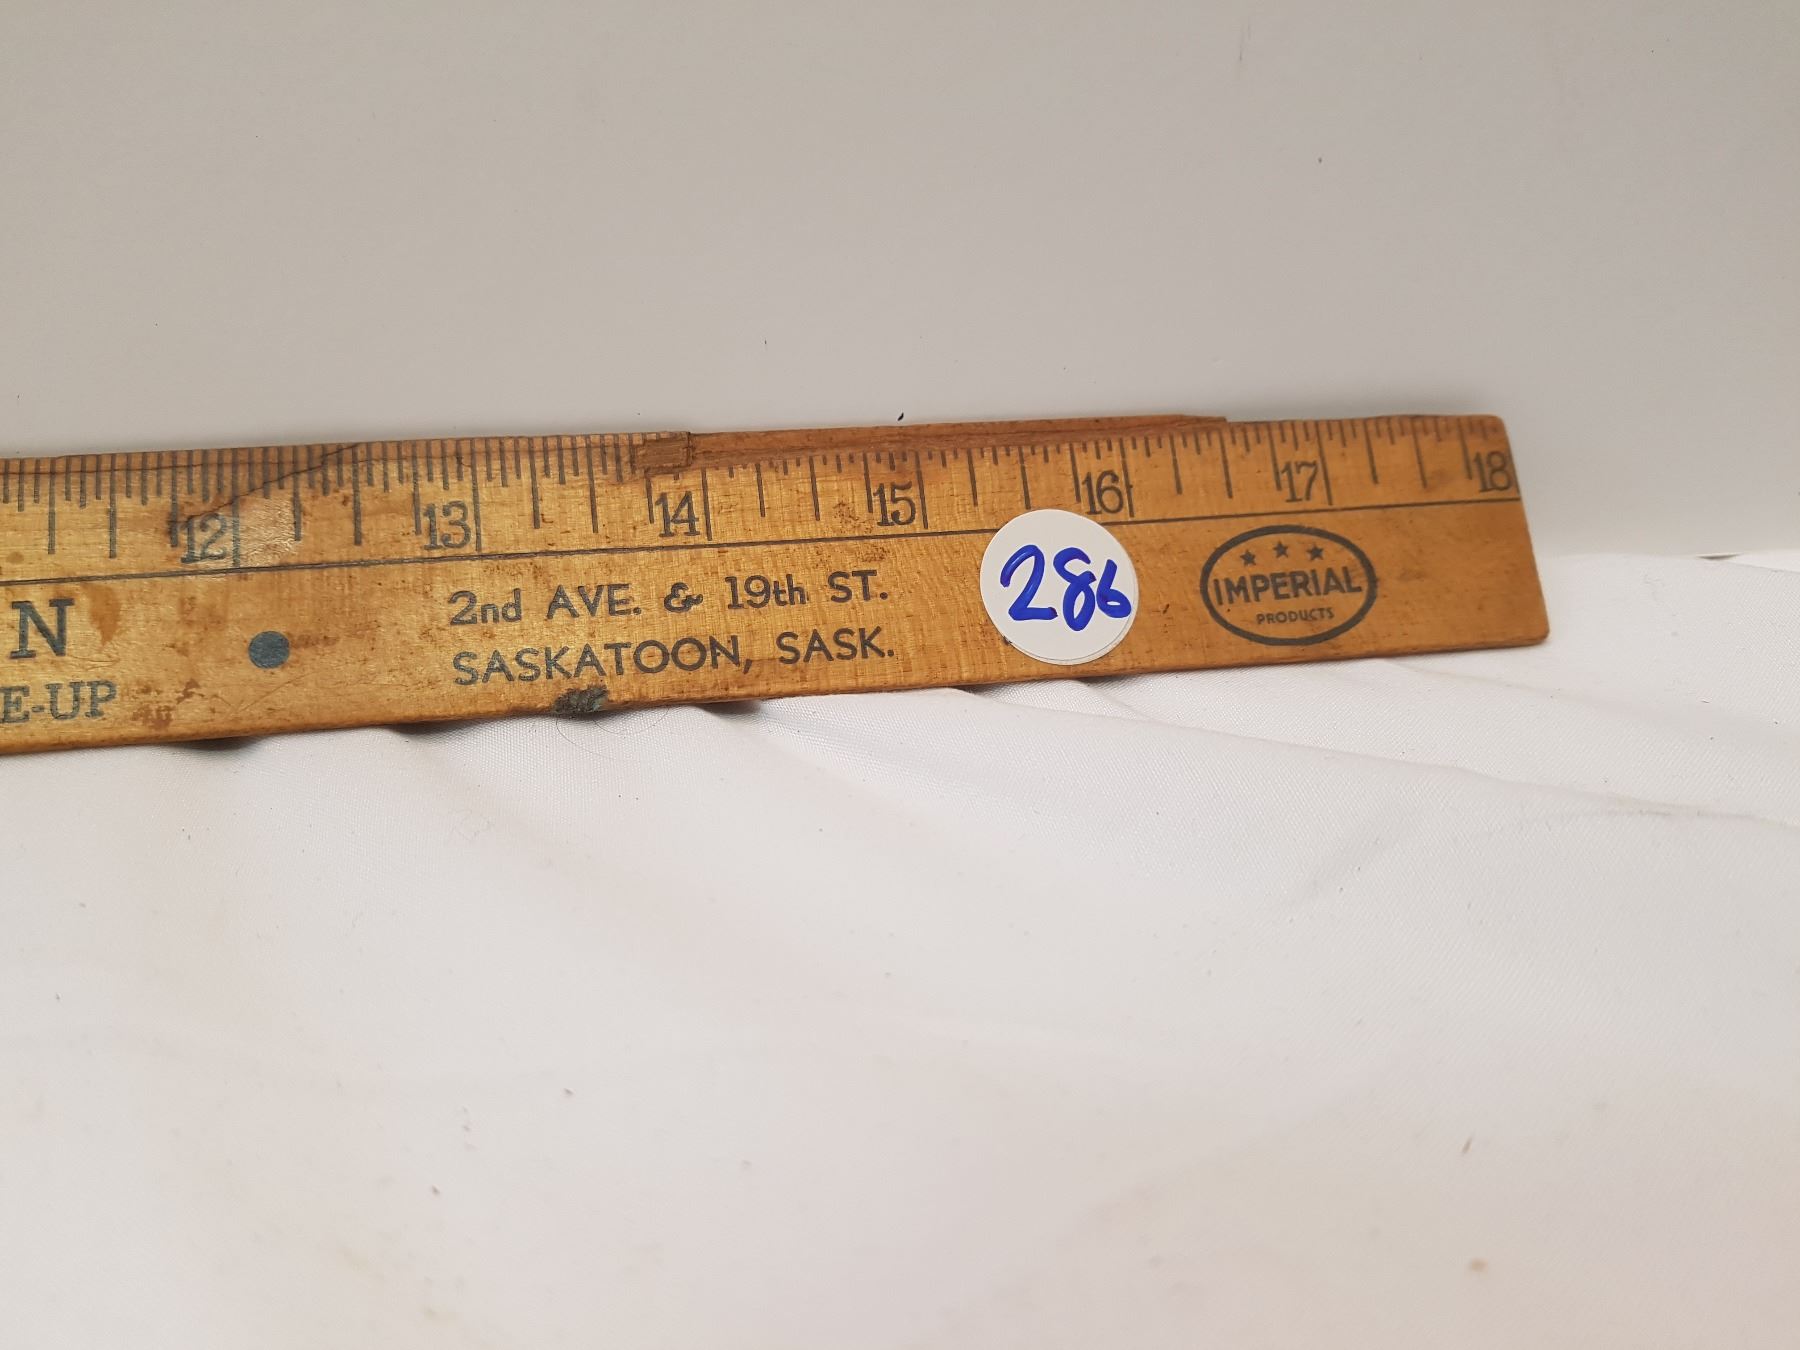 12 13 14 15 16 17 18
N
E-UP
2nd AVE. & 19th ST.
SASKATOON, SASK.
286
IMPERIAL
PRODUCTS